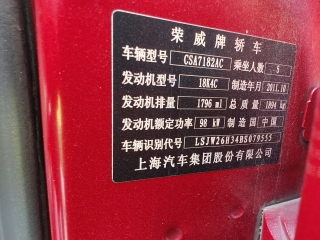 荣威牌轿车
车辆型号 CSA7182AC 乘坐人数 5
发动机型号 18K4C 制造年月 2011.10
发动机排量 1796 ml 总质量 1894 kg
发动机额定功率 98 kW 制造国 中国
车辆识别代号 LSJW26H34BS079555
上海汽车集团股份有限公司